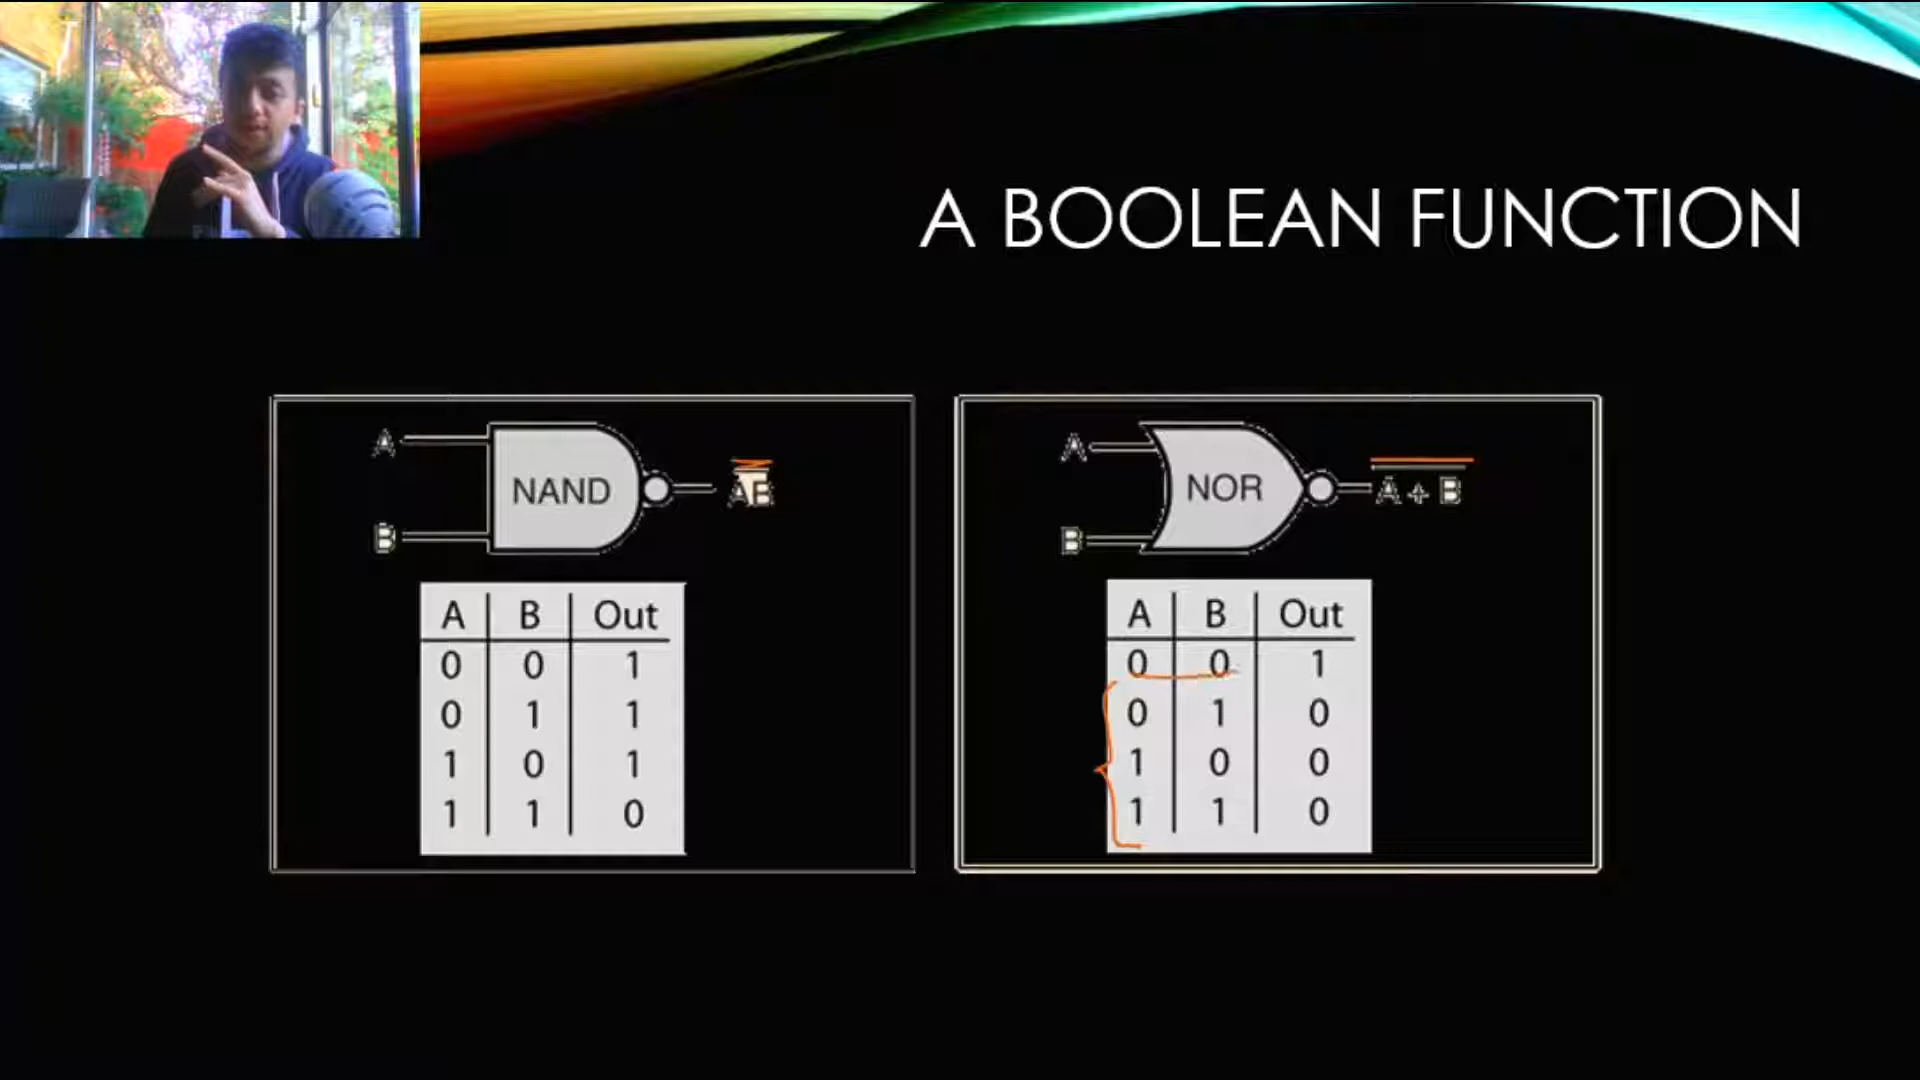 A BOOLEAN FUNCTION
A
B
NAND
A̅B̅
A B Out
0 0 1
0 1 1
1 0 1
1 1 0
A
B
NOR
A̅ ̅+̅ ̅B̅
A B Out
0 0 1
0 1 0
1 0 0
1 1 0